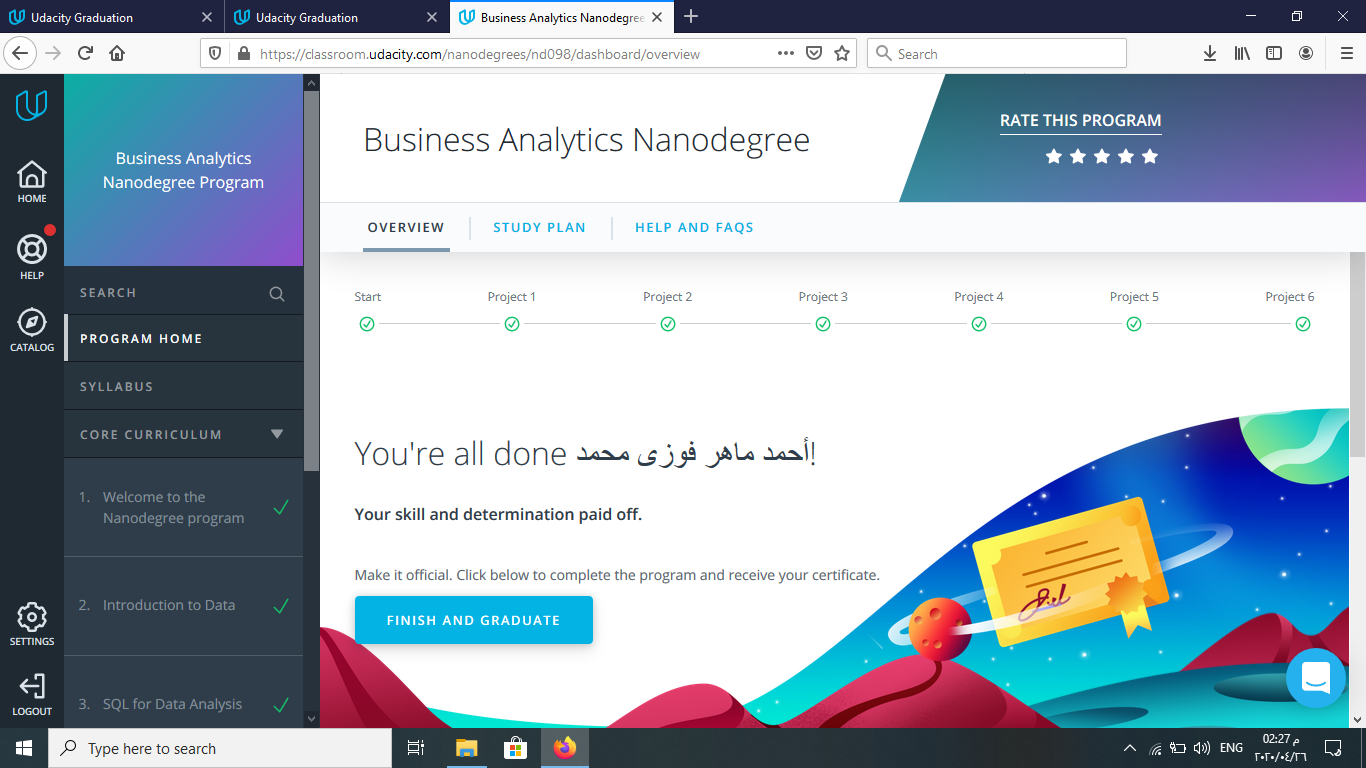 Udacity Graduation
Udacity Graduation
Business Analytics Nanodegree
https://classroom.udacity.com/nanodegrees/nd098/dashboard/overview
Search
HOME
HELP
CATALOG
SETTINGS
LOGOUT
Business Analytics
Nanodegree Program
SEARCH
PROGRAM HOME
SYLLABUS
CORE CURRICULUM
1. Welcome to the
Nanodegree program
2. Introduction to Data
3. SQL for Data Analysis
Business Analytics Nanodegree
RATE THIS PROGRAM
OVERVIEW
STUDY PLAN
HELP AND FAQS
Start
Project 1
Project 2
Project 3
Project 4
Project 5
Project 6
You're all done أحمد ماهر فوزى محمد!
Your skill and determination paid off.
Make it official. Click below to complete the program and receive your certificate.
FINISH AND GRADUATE
Type here to search
ENG
02:27 م
٢٠٢٠/٠٤/٢٦